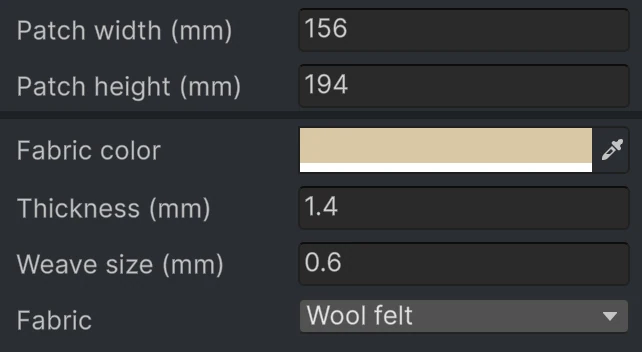 Patch width (mm) 156
Patch height (mm) 194
Fabric color
Thickness (mm) 1.4
Weave size (mm) 0.6
Fabric Wool felt